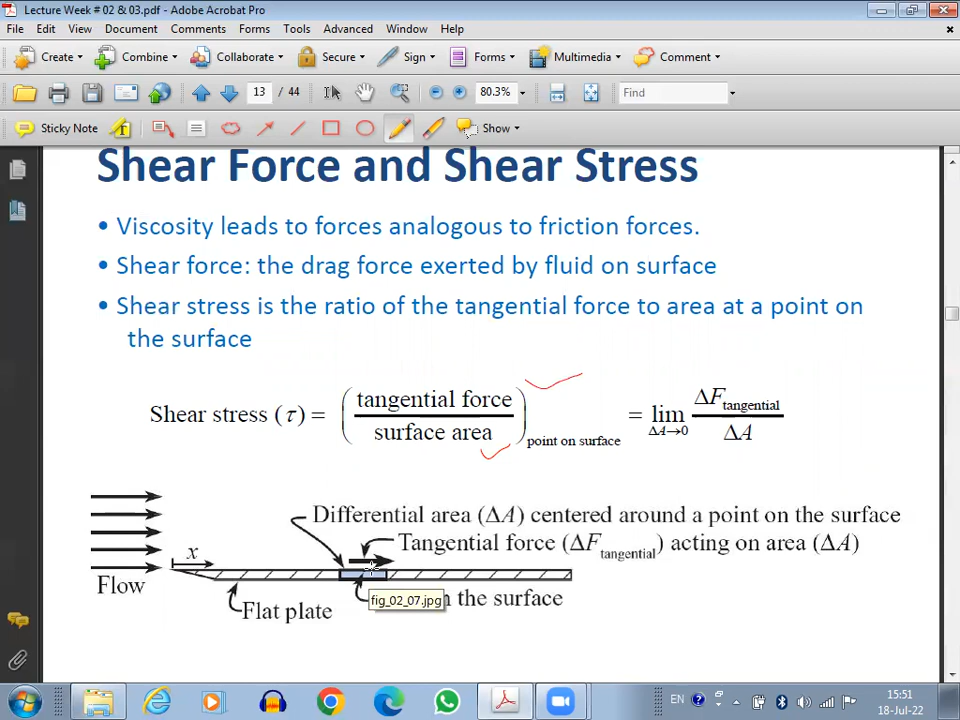 Lecture Week # 02 & 03.pdf - Adobe Acrobat Pro
File Edit View Document Comments Forms Tools Advanced Window Help
Create Combine Collaborate Secure Sign Forms Multimedia Comment
13 / 44 80.3% Find
Sticky Note Show
Shear Force and Shear Stress
• Viscosity leads to forces analogous to friction forces.
• Shear force: the drag force exerted by fluid on surface
• Shear stress is the ratio of the tangential force to area at a point on
the surface
Shear stress (τ) = (tangential force / surface area) point on surface = lim ΔA→0 ΔF tangential / ΔA
Differential area (ΔA) centered around a point on the surface
Tangential force (ΔF tangential) acting on area (ΔA)
x
Flow
fig_02_07.jpg
the surface
Flat plate
EN
15:51
18-Jul-22